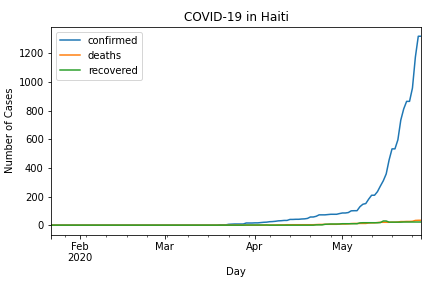 COVID-19 in Haiti
confirmed
deaths
recovered
Number of Cases
1200
1000
800
600
400
200
0
Feb
2020
Mar
Apr
May
Day